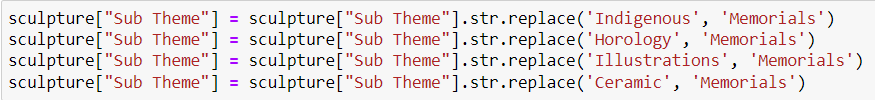 sculpture["Sub Theme"] = sculpture["Sub Theme"].str.replace('Indigenous', 'Memorials')
sculpture["Sub Theme"] = sculpture["Sub Theme"].str.replace('Horology', 'Memorials')
sculpture["Sub Theme"] = sculpture["Sub Theme"].str.replace('Illustrations', 'Memorials')
sculpture["Sub Theme"] = sculpture["Sub Theme"].str.replace('Ceramic', 'Memorials')